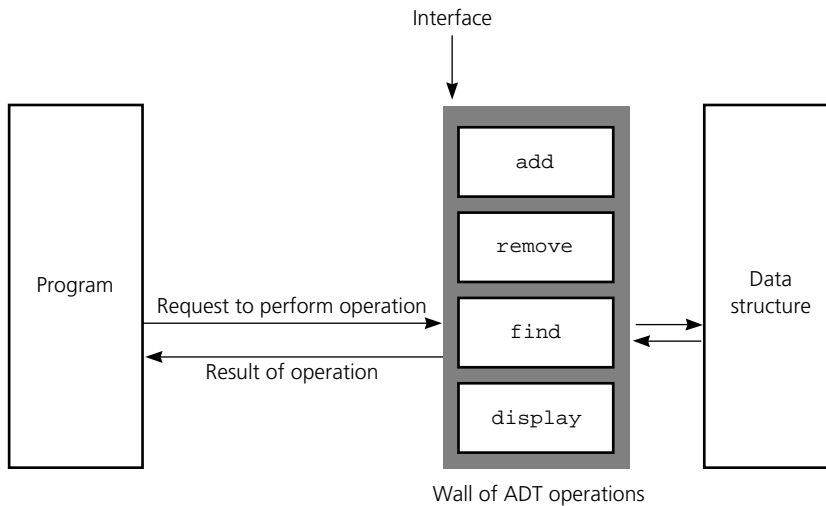 Interface
Program
Request to perform operation
Result of operation
add
remove
find
display
Data
structure
Wall of ADT operations